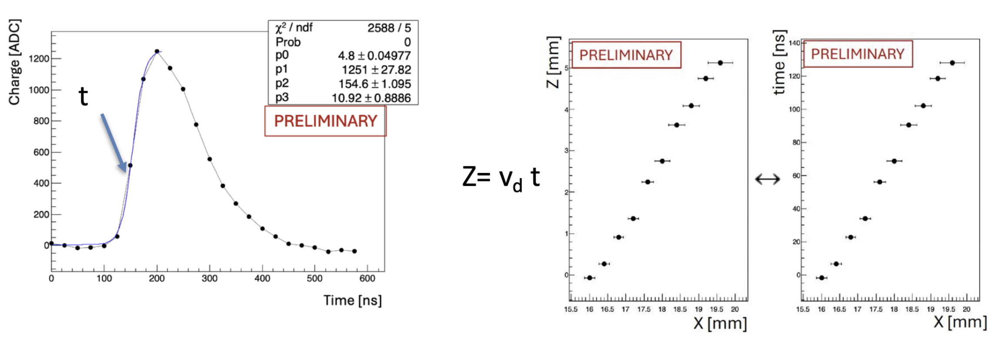 Charge [ADC]
1200
1000
800
600
400
200
0
0 100 200 300 400 500 600
Time [ns]
t
χ² / ndf 2588 / 5
Prob 0
p0 4.8 ± 0.04977
p1 1251 ± 27.82
p2 154.6 ± 1.095
p3 10.92 ± 0.8886
PRELIMINARY
Z= v_d t
Z [mm]
PRELIMINARY
5
4
3
2
1
0
15.5 16 16.5 17 17.5 18 18.5 19 19.5 20
X [mm]
time [ns]
PRELIMINARY
140
120
100
80
60
40
20
0
15.5 16 16.5 17 17.5 18 18.5 19 19.5 20
X [mm]